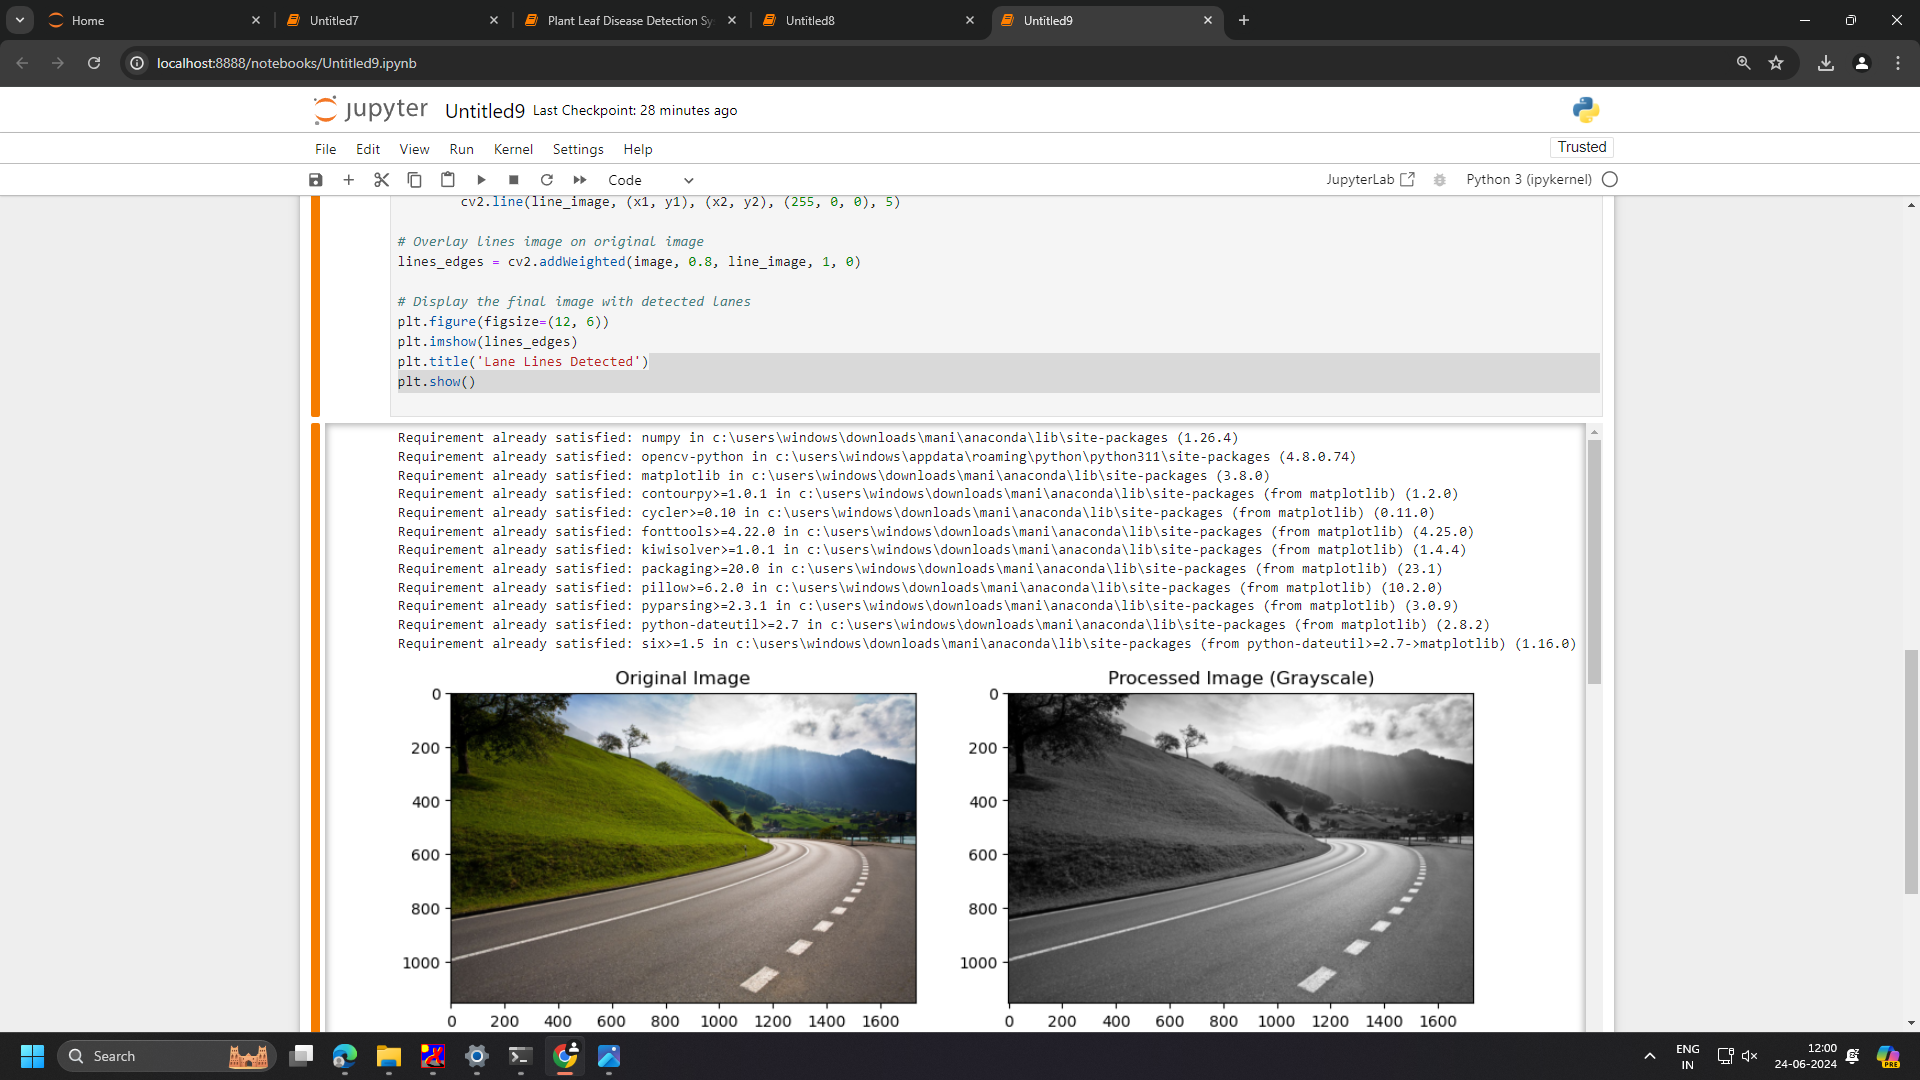 Home
Untitled7
Plant Leaf Disease Detection Sy
Untitled8
Untitled9
localhost:8888/notebooks/Untitled9.ipynb
jupyter Untitled9 Last Checkpoint: 28 minutes ago
File Edit View Run Kernel Settings Help
Trusted
Code
JupyterLab
Python 3 (ipykernel)
cv2.line(line_image, (x1, y1), (x2, y2), (255, 0, 0), 5)
# Overlay lines image on original image
lines_edges = cv2.addWeighted(image, 0.8, line_image, 1, 0)
# Display the final image with detected lanes
plt.figure(figsize=(12, 6))
plt.imshow(lines_edges)
plt.title('Lane Lines Detected')
plt.show()
Requirement already satisfied: numpy in c:\users\windows\downloads\mani\anaconda\lib\site-packages (1.26.4)
Requirement already satisfied: opencv-python in c:\users\windows\appdata\roaming\python\python311\site-packages (4.8.0.74)
Requirement already satisfied: matplotlib in c:\users\windows\downloads\mani\anaconda\lib\site-packages (3.8.0)
Requirement already satisfied: contourpy>=1.0.1 in c:\users\windows\downloads\mani\anaconda\lib\site-packages (from matplotlib) (1.2.0)
Requirement already satisfied: cycler>=0.10 in c:\users\windows\downloads\mani\anaconda\lib\site-packages (from matplotlib) (0.11.0)
Requirement already satisfied: fonttools>=4.22.0 in c:\users\windows\downloads\mani\anaconda\lib\site-packages (from matplotlib) (4.25.0)
Requirement already satisfied: kiwisolver>=1.0.1 in c:\users\windows\downloads\mani\anaconda\lib\site-packages (from matplotlib) (1.4.4)
Requirement already satisfied: packaging>=20.0 in c:\users\windows\downloads\mani\anaconda\lib\site-packages (from matplotlib) (23.1)
Requirement already satisfied: pillow>=6.2.0 in c:\users\windows\downloads\mani\anaconda\lib\site-packages (from matplotlib) (10.2.0)
Requirement already satisfied: pyparsing>=2.3.1 in c:\users\windows\downloads\mani\anaconda\lib\site-packages (from matplotlib) (3.0.9)
Requirement already satisfied: python-dateutil>=2.7 in c:\users\windows\downloads\mani\anaconda\lib\site-packages (from matplotlib) (2.8.2)
Requirement already satisfied: six>=1.5 in c:\users\windows\downloads\mani\anaconda\lib\site-packages (from python-dateutil>=2.7->matplotlib) (1.16.0)
Original Image
0
200
400
600
800
1000
0 200 400 600 800 1000 1200 1400 1600
Processed Image (Grayscale)
0
200
400
600
800
1000
0 200 400 600 800 1000 1200 1400 1600
Search
ENG
IN
12:00
24-06-2024
PRE